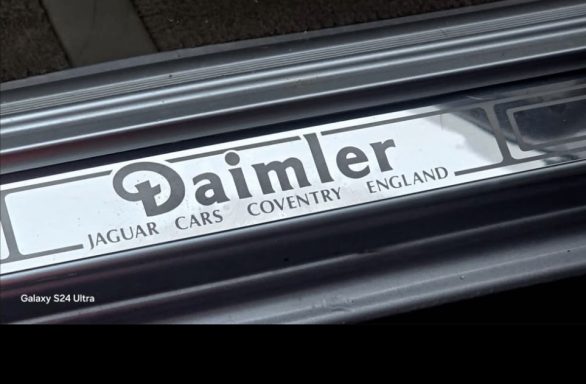 Daimler
JAGUAR CARS COVENTRY ENGLAND
Galaxy S24 Ultra